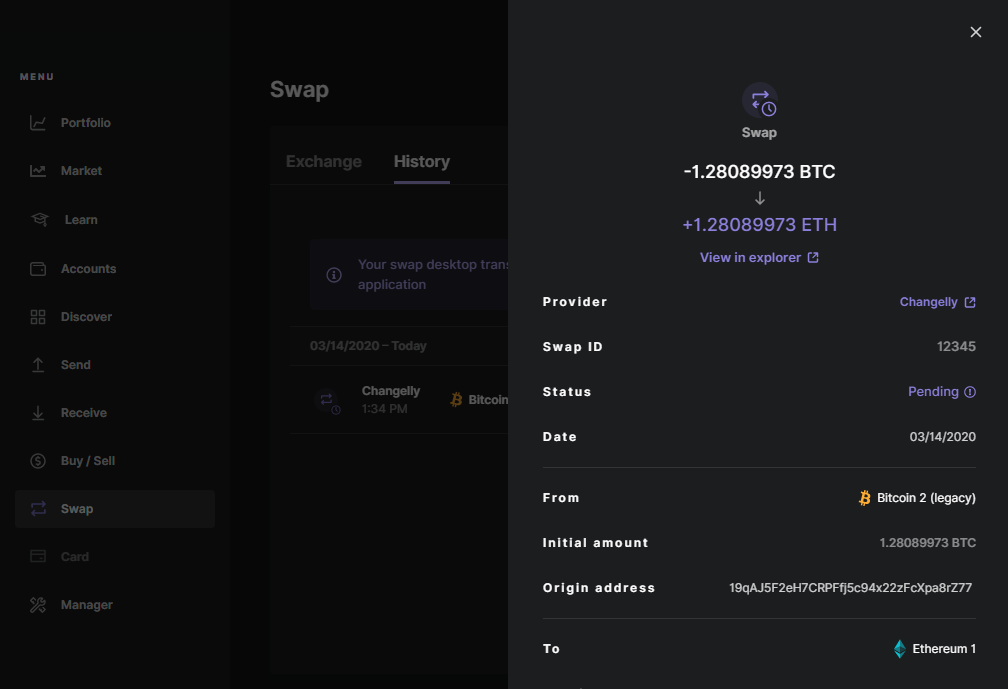 MENU
Portfolio
Market
Learn
Accounts
Discover
Send
Receive
Buy / Sell
Swap
Card
Manager
Swap
Exchange History
Your swap desktop tran
application
03/14/2020 – Today
Changelly
1:34 PM
Bitcoin
Swap
-1.28089973 BTC
+1.28089973 ETH
View in explorer
Provider Changelly
Swap ID 12345
Status Pending
Date 03/14/2020
From Bitcoin 2 (legacy)
Initial amount 1.28089973 BTC
Origin address 19qAJ5F2eH7CRPFfj5c94x22zFcXpa8rZ77
To Ethereum 1